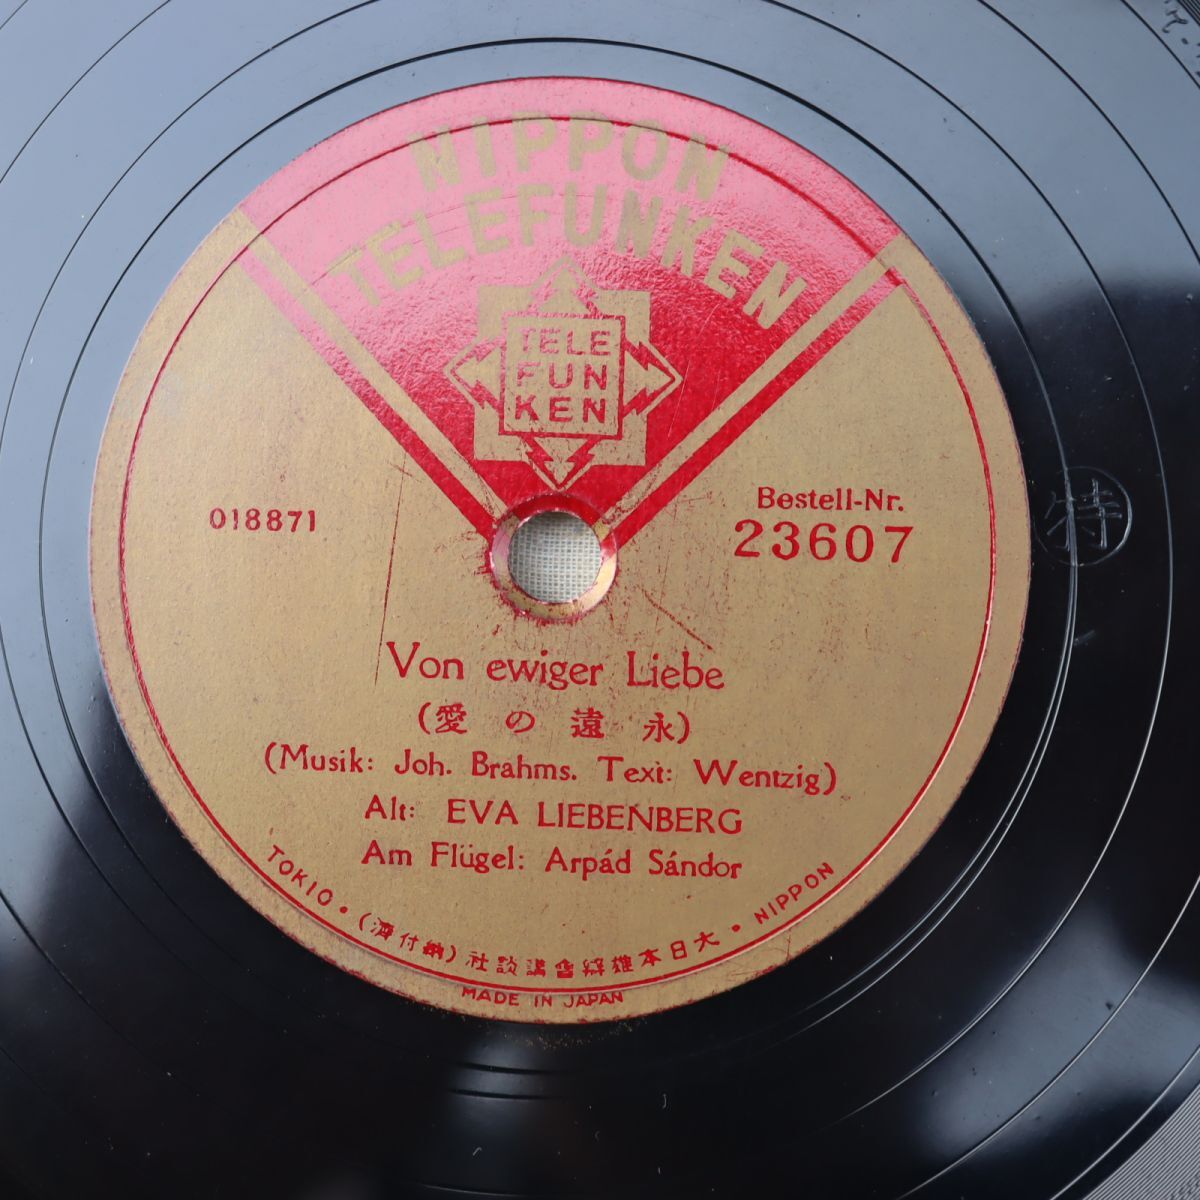 NIPPON
TELEFUNKEN
TELE
FUN
KEN
018871
Bestell-Nr.
23607
特
Von ewiger Liebe
(愛の遠永)
(Musik: Joh. Brahms. Text: Wentzig)
Alt: EVA LIEBENBERG
Am Flügel: Arpád Sándor
TOKIO • (濟付納) 社談講會辯雄本日大 • NIPPON
MADE IN JAPAN